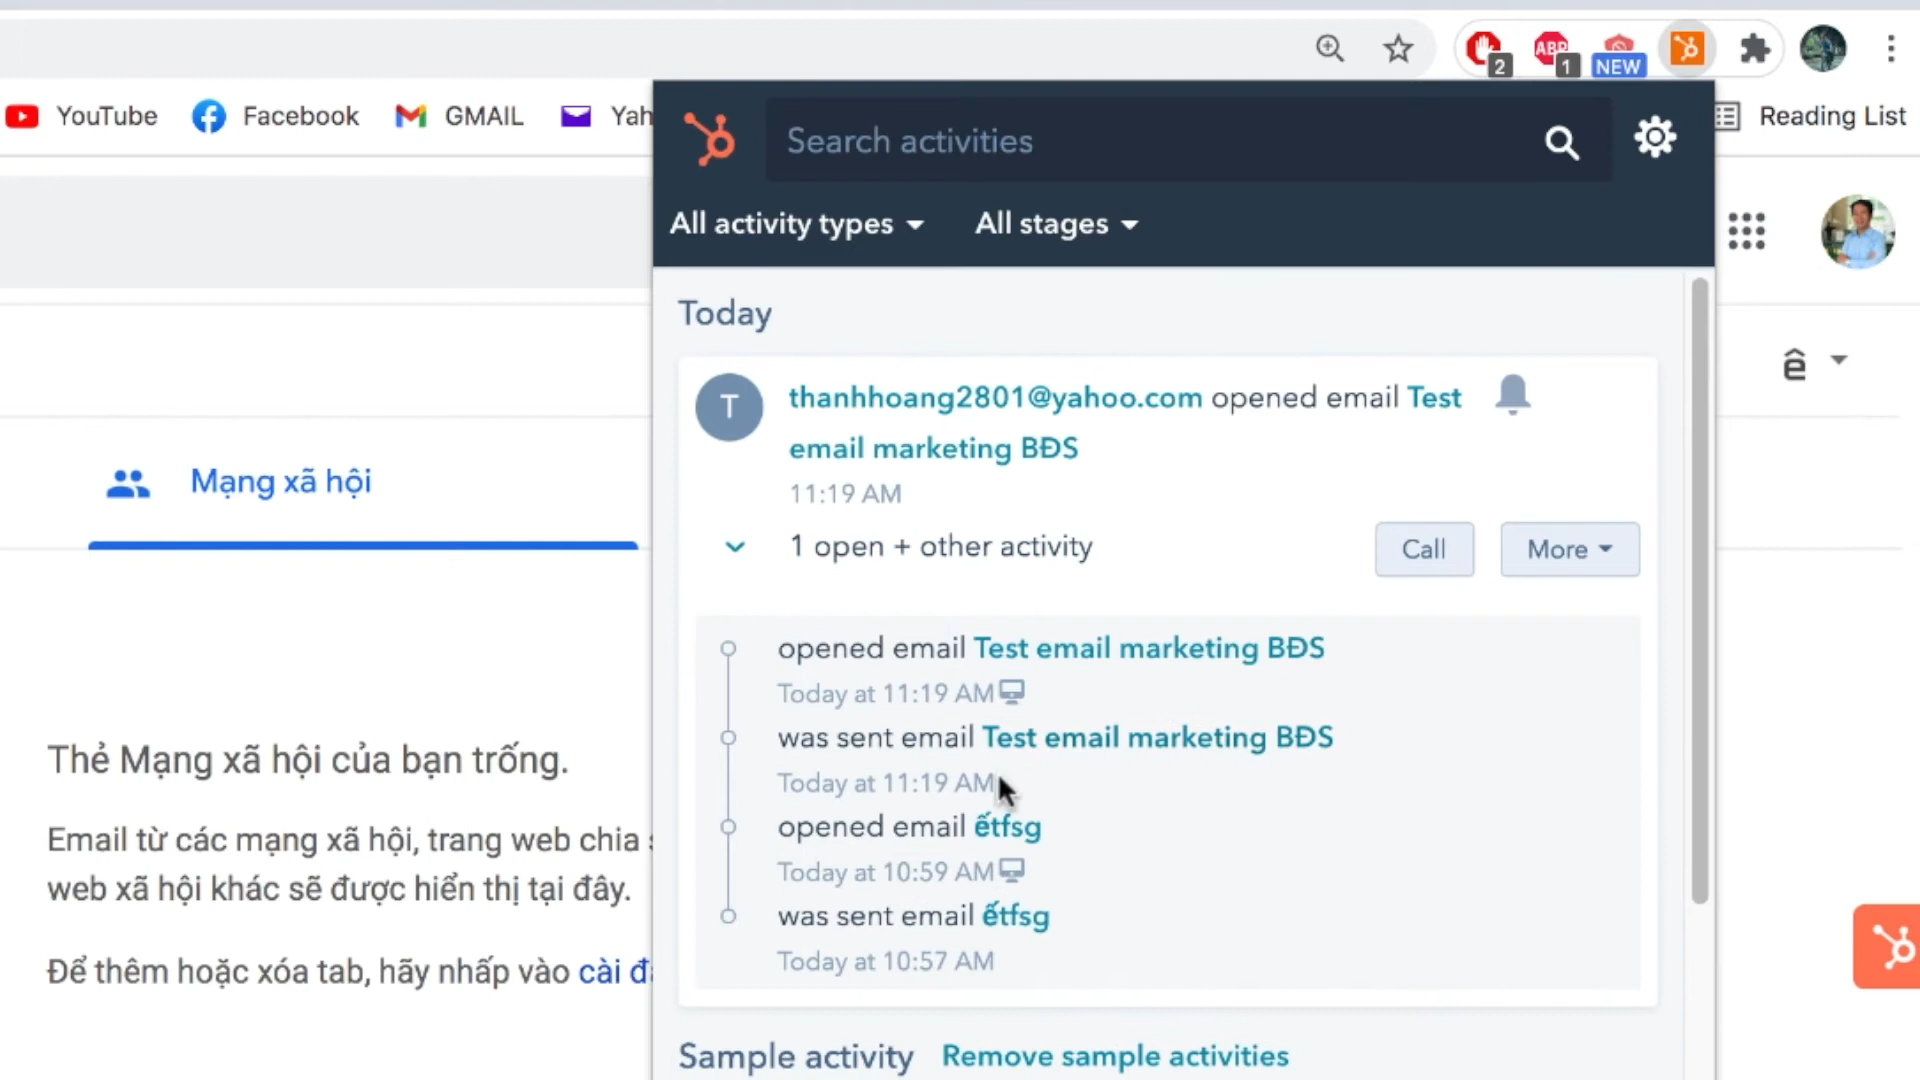 2
ABP
1
NEW
YouTube
Facebook
GMAIL
Yah
Reading List
Search activities
All activity types
All stages
Today
ê
T
thanhhoang2801@yahoo.com opened email Test
email marketing BĐS
11:19 AM
1 open + other activity
Call
More
Mạng xã hội
opened email Test email marketing BĐS
Today at 11:19 AM
was sent email Test email marketing BĐS
Today at 11:19 AM
opened email ếtfsg
Today at 10:59 AM
was sent email ếtfsg
Today at 10:57 AM
Thẻ Mạng xã hội của bạn trống.
Email từ các mạng xã hội, trang web chia
web xã hội khác sẽ được hiển thị tại đây.
Để thêm hoặc xóa tab, hãy nhấp vào cài đ
Sample activity
Remove sample activities